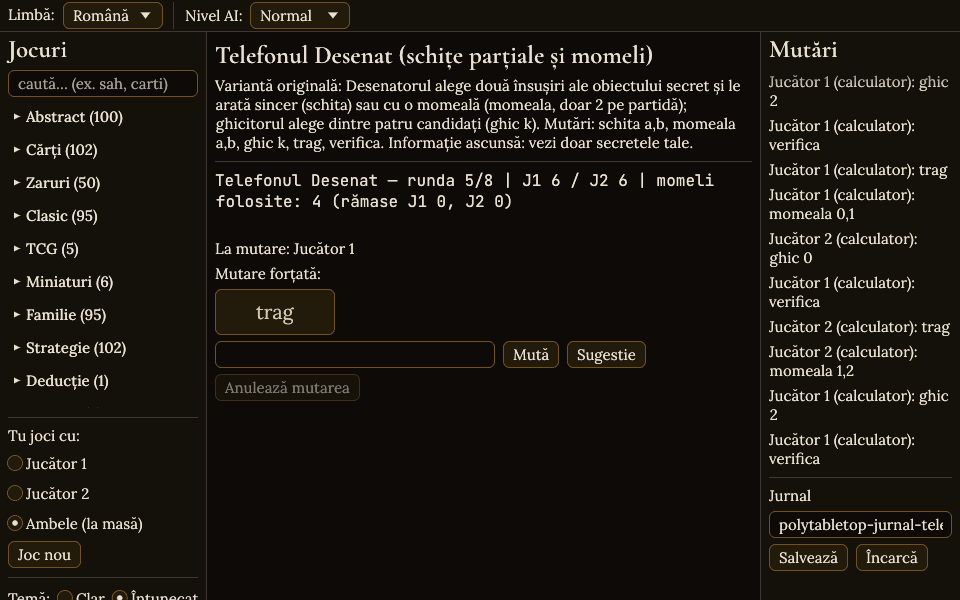 Limbă: Română ▼ Nivel AI: Normal ▼
Jocuri
caută... (ex. sah, carti)
▸ Abstract (100)
▸ Cărți (102)
▸ Zaruri (50)
▸ Clasic (95)
▸ TCG (5)
▸ Miniaturi (6)
▸ Familie (95)
▸ Strategie (102)
▸ Deducție (1)
Tu joci cu:
Jucător 1
Jucător 2
Ambele (la masă)
Joc nou
Temă: Clar Întunecat
Telefonul Desenat (schițe parțiale și momeli)
Variantă originală: Desenatorul alege două însușiri ale obiectului secret și le
arată sincer (schita) sau cu o momeală (momeala, doar 2 pe partidă);
ghicitorul alege dintre patru candidați (ghic k). Mutări: schita a,b, momeala
a,b, ghic k, trag, verifica. Informație ascunsă: vezi doar secretele tale.
Telefonul Desenat — runda 5/8 | J1 6 / J2 6 | momeli
folosite: 4 (rămase J1 0, J2 0)
La mutare: Jucător 1
Mutare forțată:
trag
Mută Sugestie
Anulează mutarea
Mutări
Jucător 1 (calculator): ghic
2
Jucător 1 (calculator):
verifica
Jucător 1 (calculator): trag
Jucător 1 (calculator):
momeala 0,1
Jucător 2 (calculator):
ghic 0
Jucător 1 (calculator):
verifica
Jucător 2 (calculator): trag
Jucător 2 (calculator):
momeala 1,2
Jucător 1 (calculator): ghic
2
Jucător 1 (calculator):
verifica
Jurnal
polytabletop-jurnal-tele
Salvează Încarcă